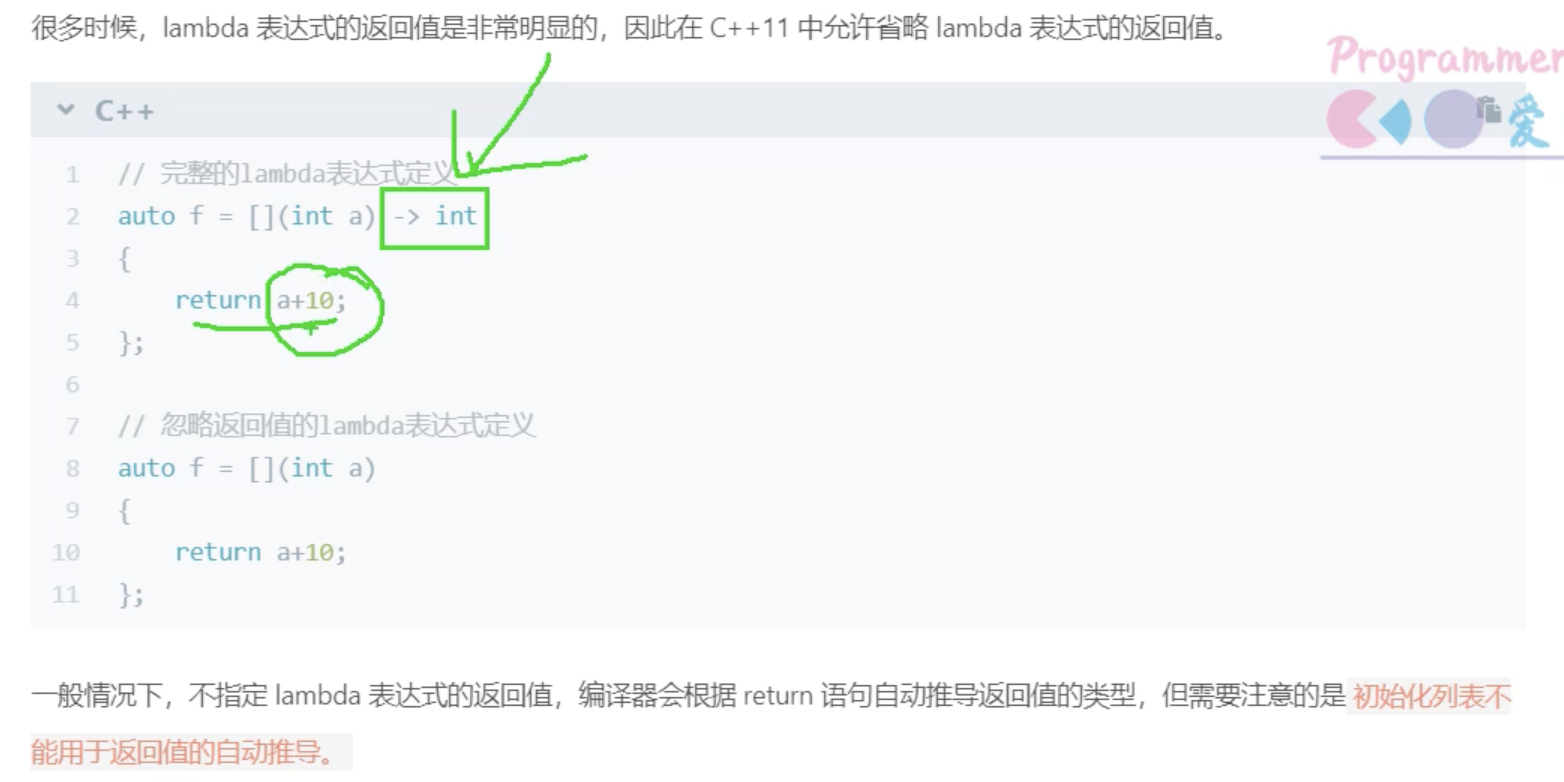 很多时候，lambda 表达式的返回值是非常明显的，因此在 C++11 中允许省略 lambda 表达式的返回值。
Programmer
爱
C++
1 // 完整的lambda表达式定义
2 auto f = [](int a) -> int
3 {
4     return a+10;
5 };
6
7 // 忽略返回值的lambda表达式定义
8 auto f = [](int a)
9 {
10     return a+10;
11 };
一般情况下，不指定 lambda 表达式的返回值，编译器会根据 return 语句自动推导返回值的类型，但需要注意的是 初始化列表不
能用于返回值的自动推导。